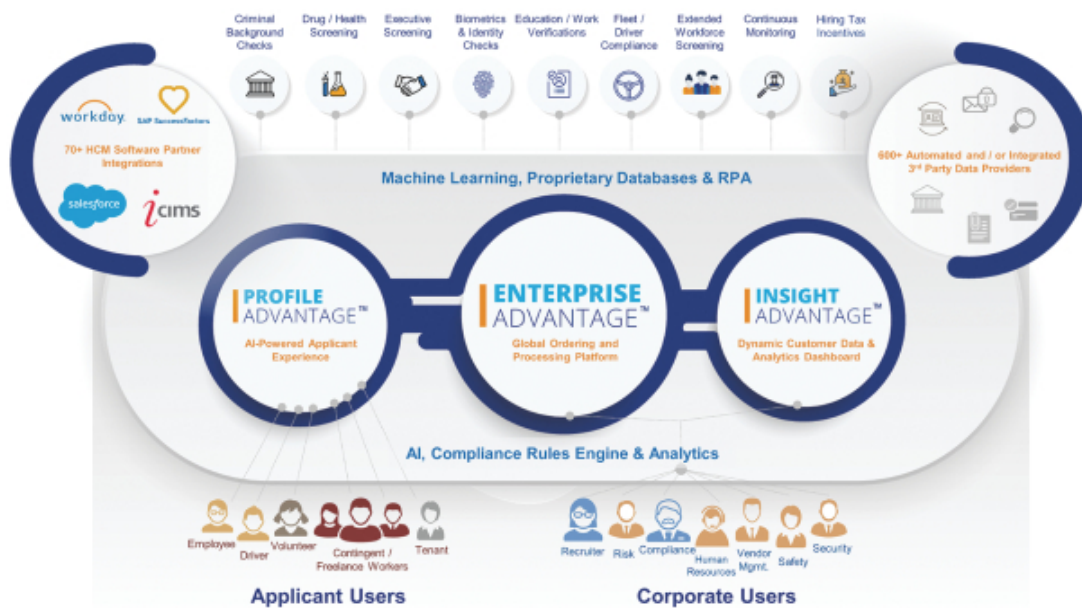 Criminal
Background
Checks
Drug / Health
Screening
Executive
Screening
Biometrics
& Identity
Checks
Education / Work
Verifications
Fleet /
Driver
Compliance
Extended
Workforce
Screening
Continuous
Monitoring
Hiring Tax
Incentives
workday.
SAP SuccessFactors
70+ HCM Software Partner
Integrations
salesforce
iCIMS
600+ Automated and / or Integrated
3rd Party Data Providers
Machine Learning, Proprietary Databases & RPA
PROFILE
ADVANTAGE™
AI-Powered Applicant
Experience
ENTERPRISE
ADVANTAGE™
Global Ordering and
Processing Platform
INSIGHT
ADVANTAGE™
Dynamic Customer Data &
Analytics Dashboard
AI, Compliance Rules Engine & Analytics
Employee
Driver
Volunteer
Contingent /
Freelance Workers
Tenant
Recruiter
Risk
Compliance
Human
Resources
Vendor
Mgmt.
Safety
Security
Applicant Users
Corporate Users